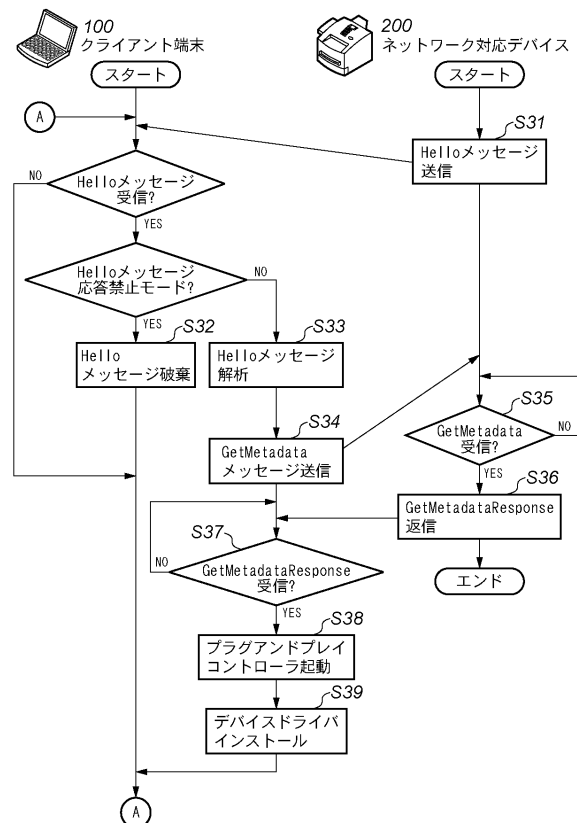 100
クライアント端末
200
ネットワーク対応デバイス
スタート
スタート
A
S31
Helloメッセージ
送信
Helloメッセージ
受信?
NO
YES
Helloメッセージ
応答禁止モード?
NO
YES
S32
Hello
メッセージ破棄
S33
Helloメッセージ
解析
S34
GetMetadata
メッセージ送信
S35
GetMetadata
受信?
NO
YES
S36
GetMetadataResponse
返信
エンド
S37
GetMetadataResponse
受信?
NO
YES
S38
プラグアンドプレイ
コントローラ起動
S39
デバイスドライバ
インストール
A